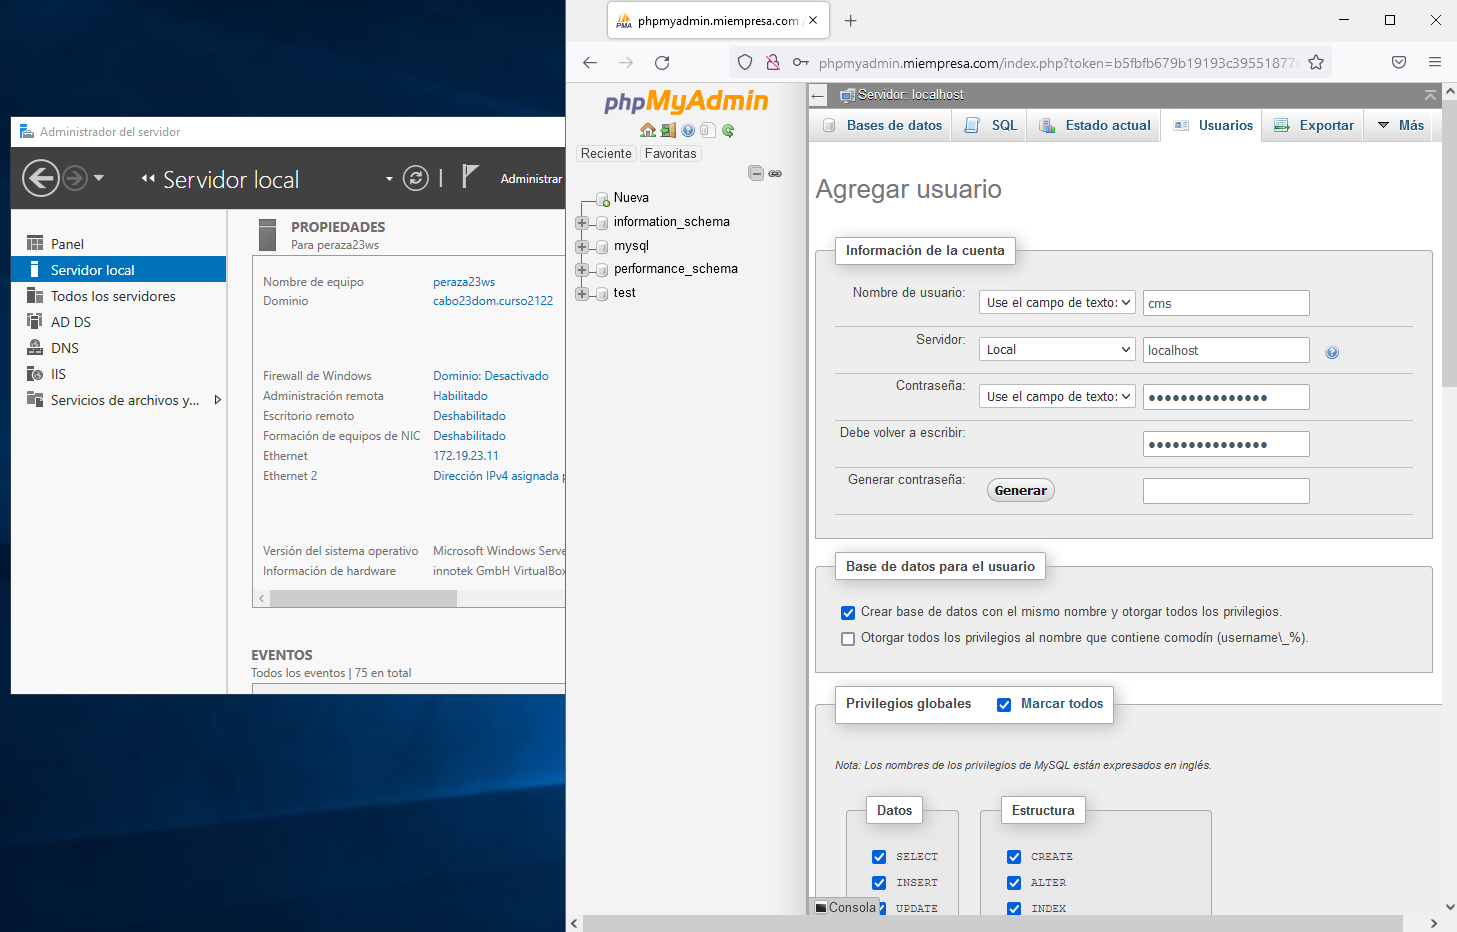 Administrador del servidor
Servidor local
Administrar
Panel
Servidor local
Todos los servidores
AD DS
DNS
IIS
Servicios de archivos y...
PROPIEDADES
Para peraza23ws
Nombre de equipo peraza23ws
Dominio cabo23dom.curso2122
Firewall de Windows Dominio: Desactivado
Administración remota Habilitado
Escritorio remoto Deshabilitado
Formación de equipos de NIC Deshabilitado
Ethernet 172.19.23.11
Ethernet 2 Dirección IPv4 asignada p
Versión del sistema operativo Microsoft Windows Serve
Información de hardware innotek GmbH VirtualBox
EVENTOS
Todos los eventos | 75 en total
PMA phpmyadmin.miempresa.com
phpmyadmin.miempresa.com/index.php?token=b5fbfb679b19193c39551877
phpMyAdmin
Reciente Favoritas
Nueva
information_schema
mysql
performance_schema
test
Servidor: localhost
Bases de datos SQL Estado actual Usuarios Exportar Más
Agregar usuario
Información de la cuenta
Nombre de usuario: Use el campo de texto: cms
Servidor: Local localhost
Contraseña: Use el campo de texto: •••••••••••••••
Debe volver a escribir: •••••••••••••••
Generar contraseña: Generar
Base de datos para el usuario
Crear base de datos con el mismo nombre y otorgar todos los privilegios.
Otorgar todos los privilegios al nombre que contiene comodín (username\_%).
Privilegios globales Marcar todos
Nota: Los nombres de los privilegios de MySQL están expresados en inglés.
Datos Estructura
SELECT CREATE
INSERT ALTER
UPDATE INDEX
Consola